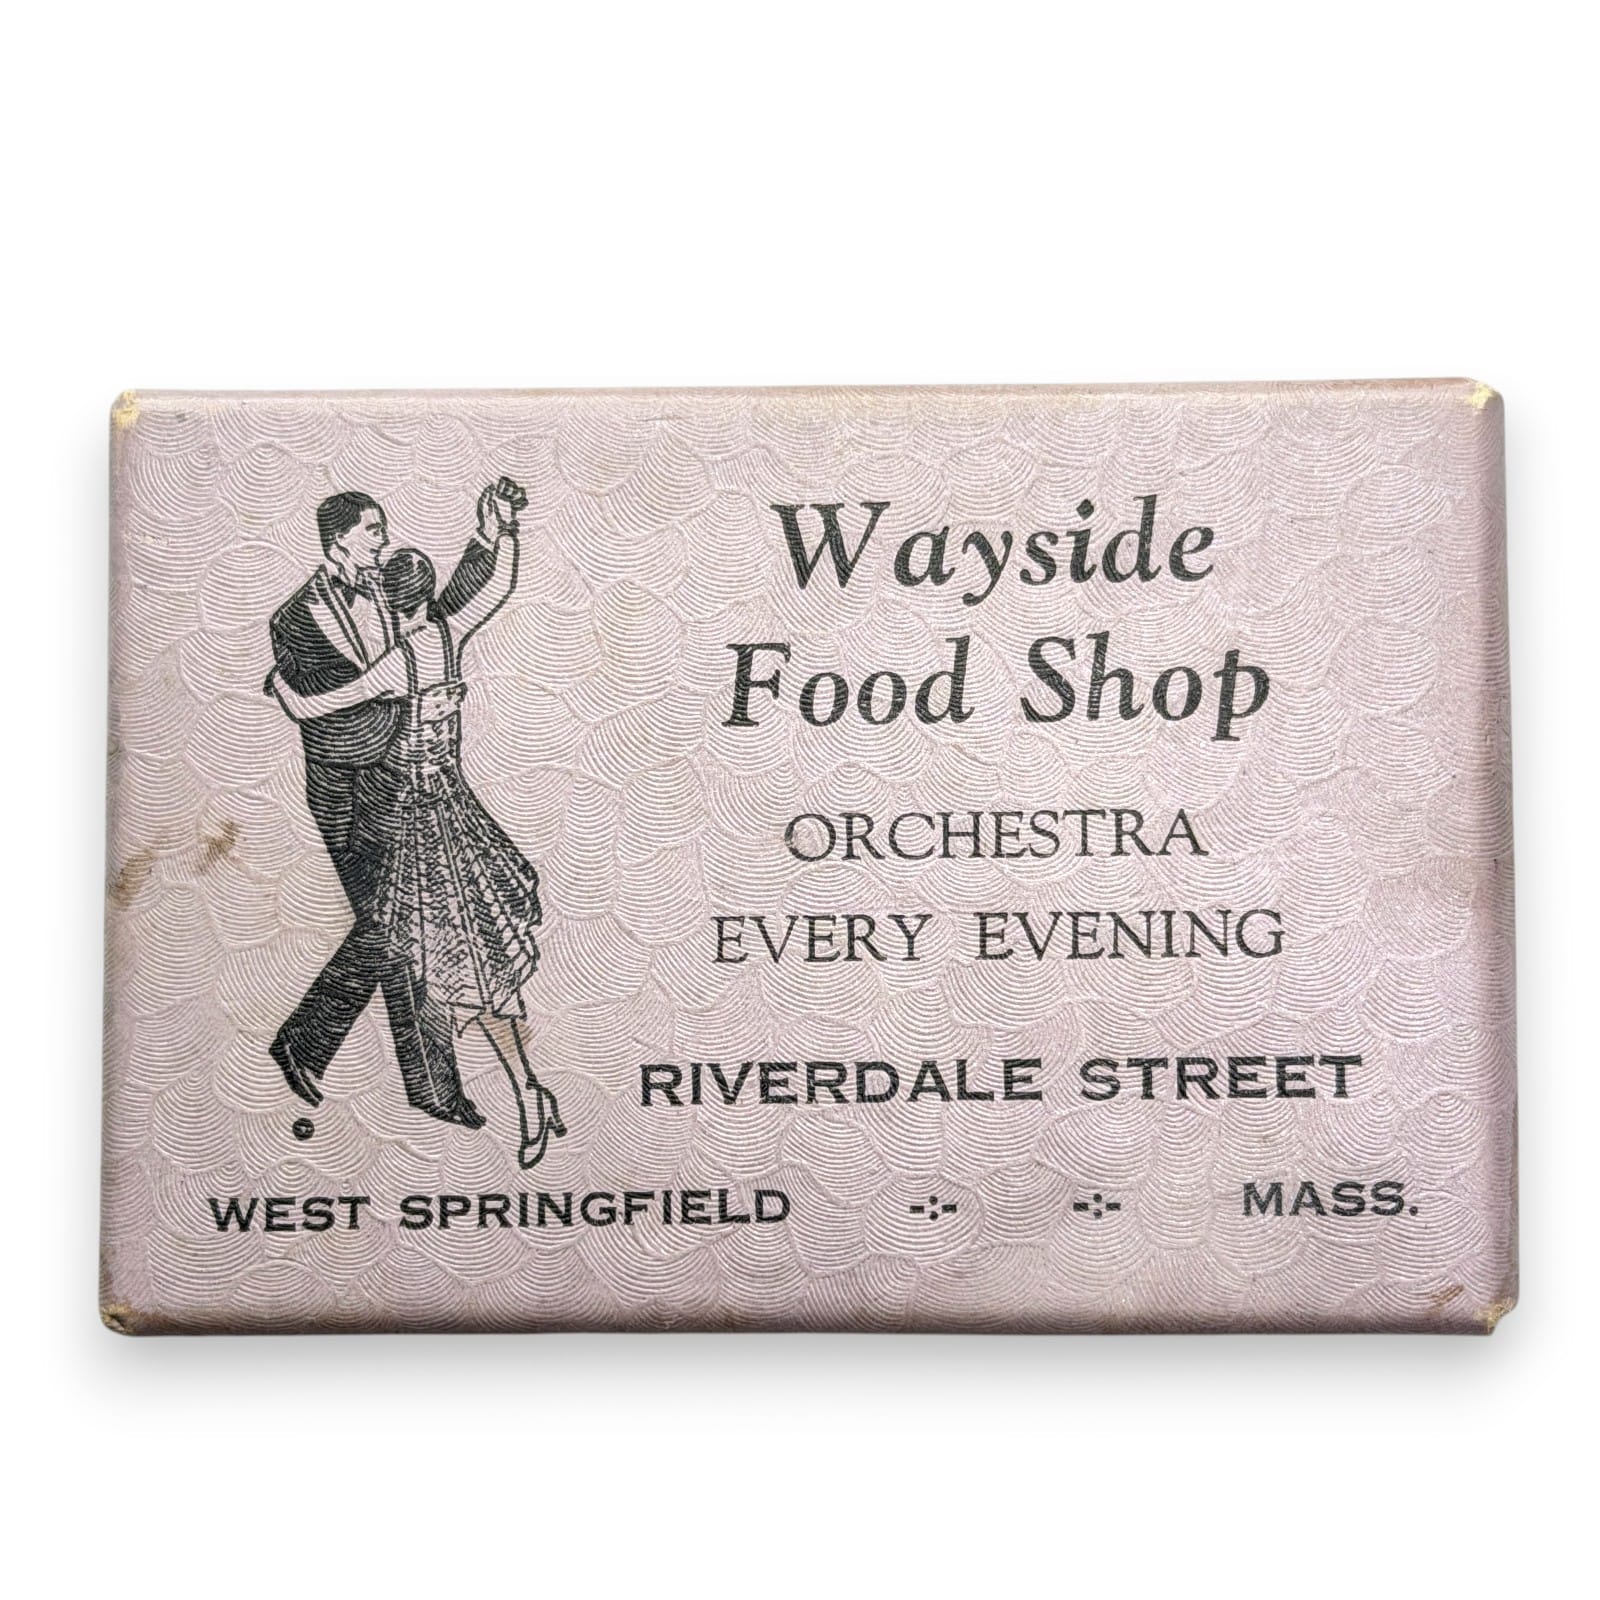 Wayside
Food Shop
ORCHESTRA
EVERY EVENING
RIVERDALE STREET
WEST SPRINGFIELD -:- -:- MASS.